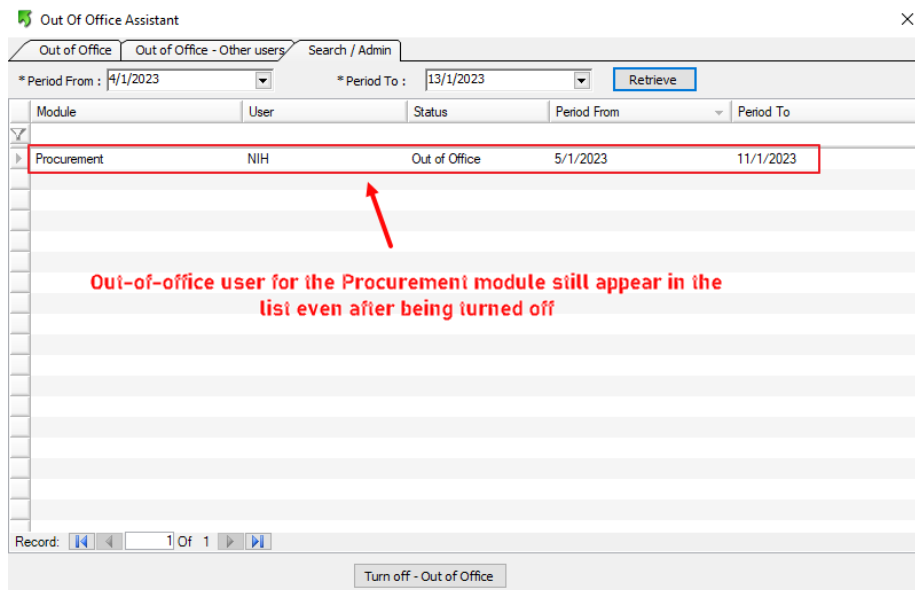 Out Of Office Assistant
Out of Office Out of Office - Other users Search / Admin
* Period From : 4/1/2023 * Period To : 13/1/2023 Retrieve
Module User Status Period From Period To
Procurement NIH Out of Office 5/1/2023 11/1/2023
Out-of-office user for the Procurement module still appear in the
list even after being turned off
Record: 1 Of 1
Turn off - Out of Office